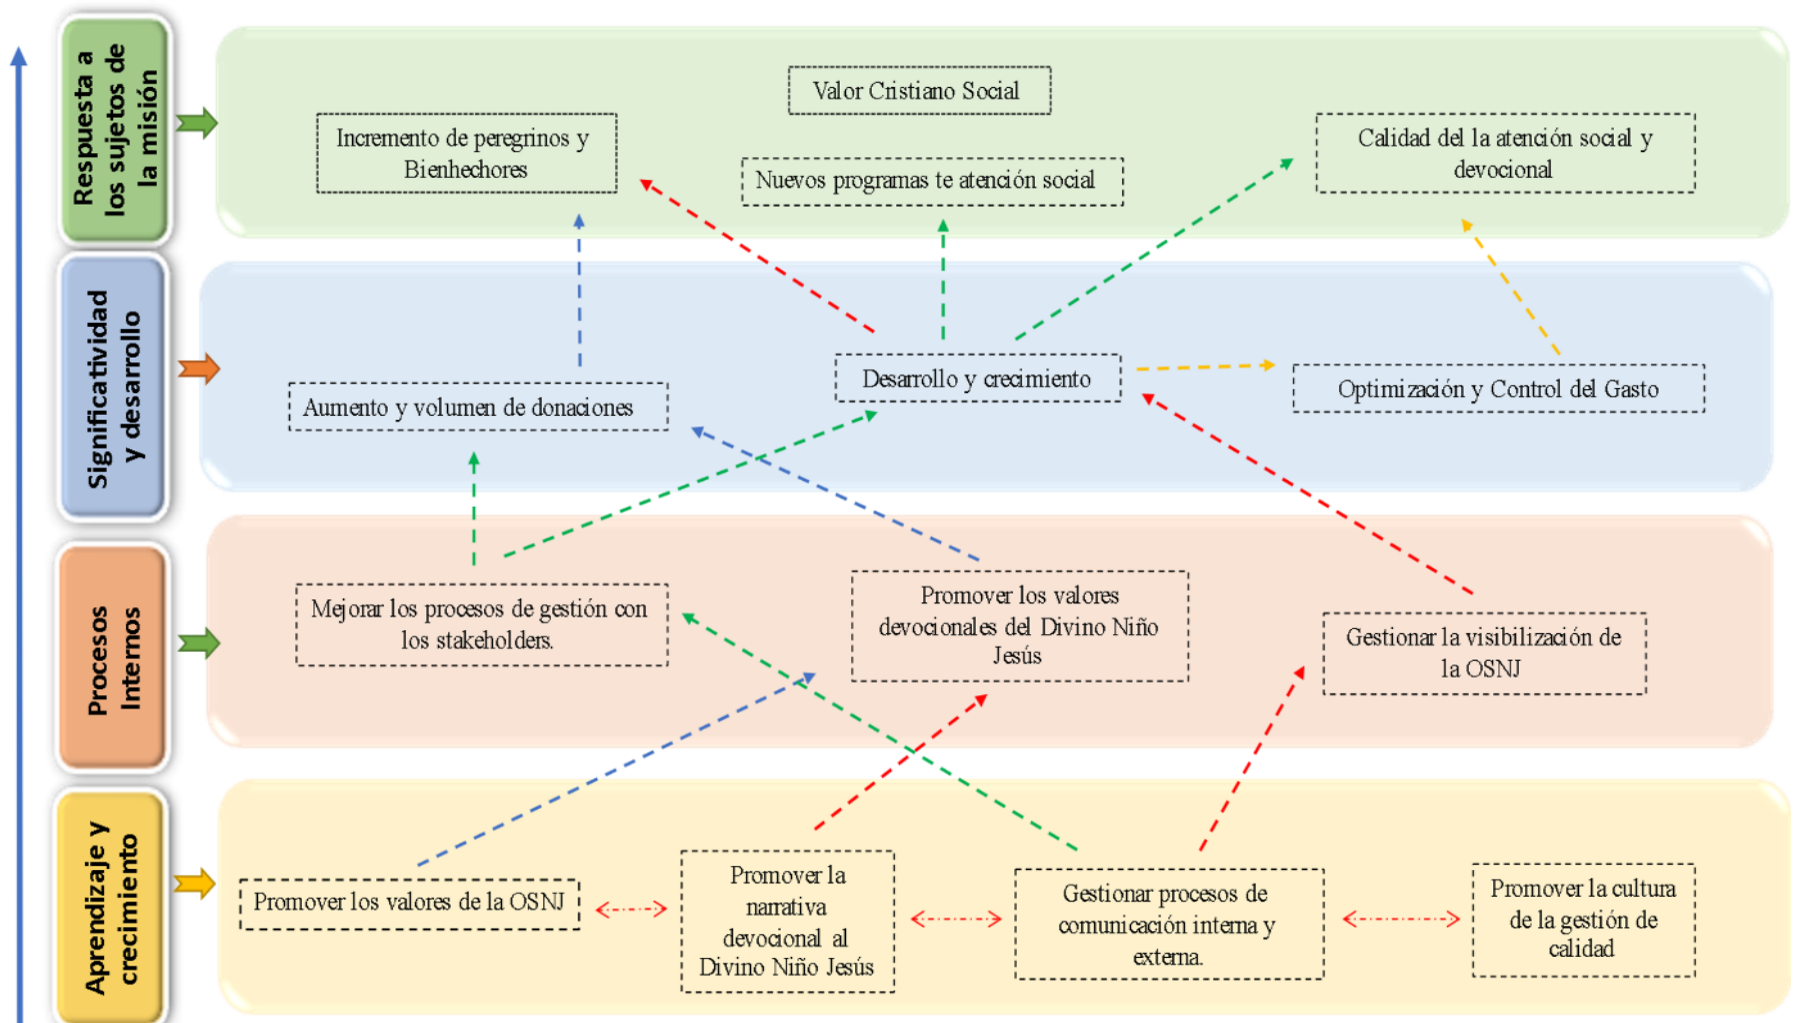 Respuesta a
los sujetos de
la misión
Valor Cristiano Social
Incremento de peregrinos y
Bienhechores
Nuevos programas te atención social
Calidad del la atención social y
devocional
Significatividad
y desarrollo
Aumento y volumen de donaciones
Desarrollo y crecimiento
Optimización y Control del Gasto
Procesos
Internos
Mejorar los procesos de gestión con
los stakeholders.
Promover los valores
devocionales del Divino Niño
Jesús
Gestionar la visibilización de
la OSNJ
Aprendizaje y
crecimiento
Promover los valores de la OSNJ
Promover la
narrativa
devocional al
Divino Niño Jesús
Gestionar procesos de
comunicación interna y
externa.
Promover la cultura
de la gestión de
calidad